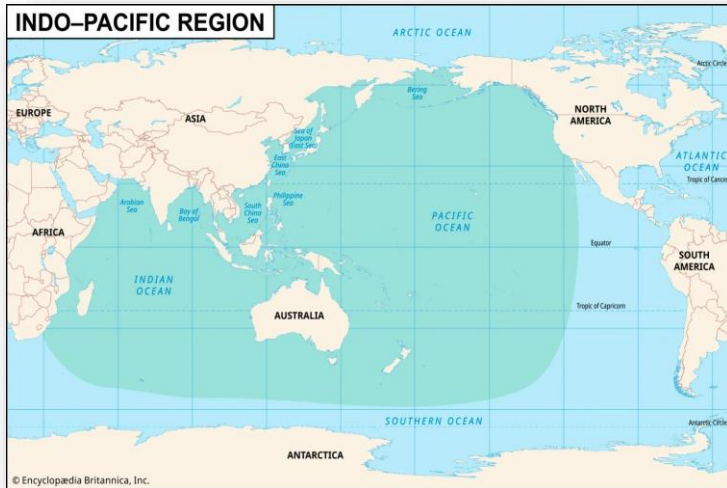 INDO–PACIFIC REGION
ARCTIC OCEAN
Arctic Circle
Bering
Sea
EUROPE
ASIA
NORTH
AMERICA
Sea of
Japan
(East Sea)
East
China
Sea
ATLANTIC
OCEAN
Tropic of Cancer
Arabian
Sea
Bay of
Bengal
South
China
Sea
Philippine
Sea
PACIFIC
OCEAN
AFRICA
Equator
SOUTH
AMERICA
INDIAN
OCEAN
AUSTRALIA
Tropic of Capricorn
SOUTHERN OCEAN
Antarctic Circle
ANTARCTICA
© Encyclopædia Britannica, Inc.